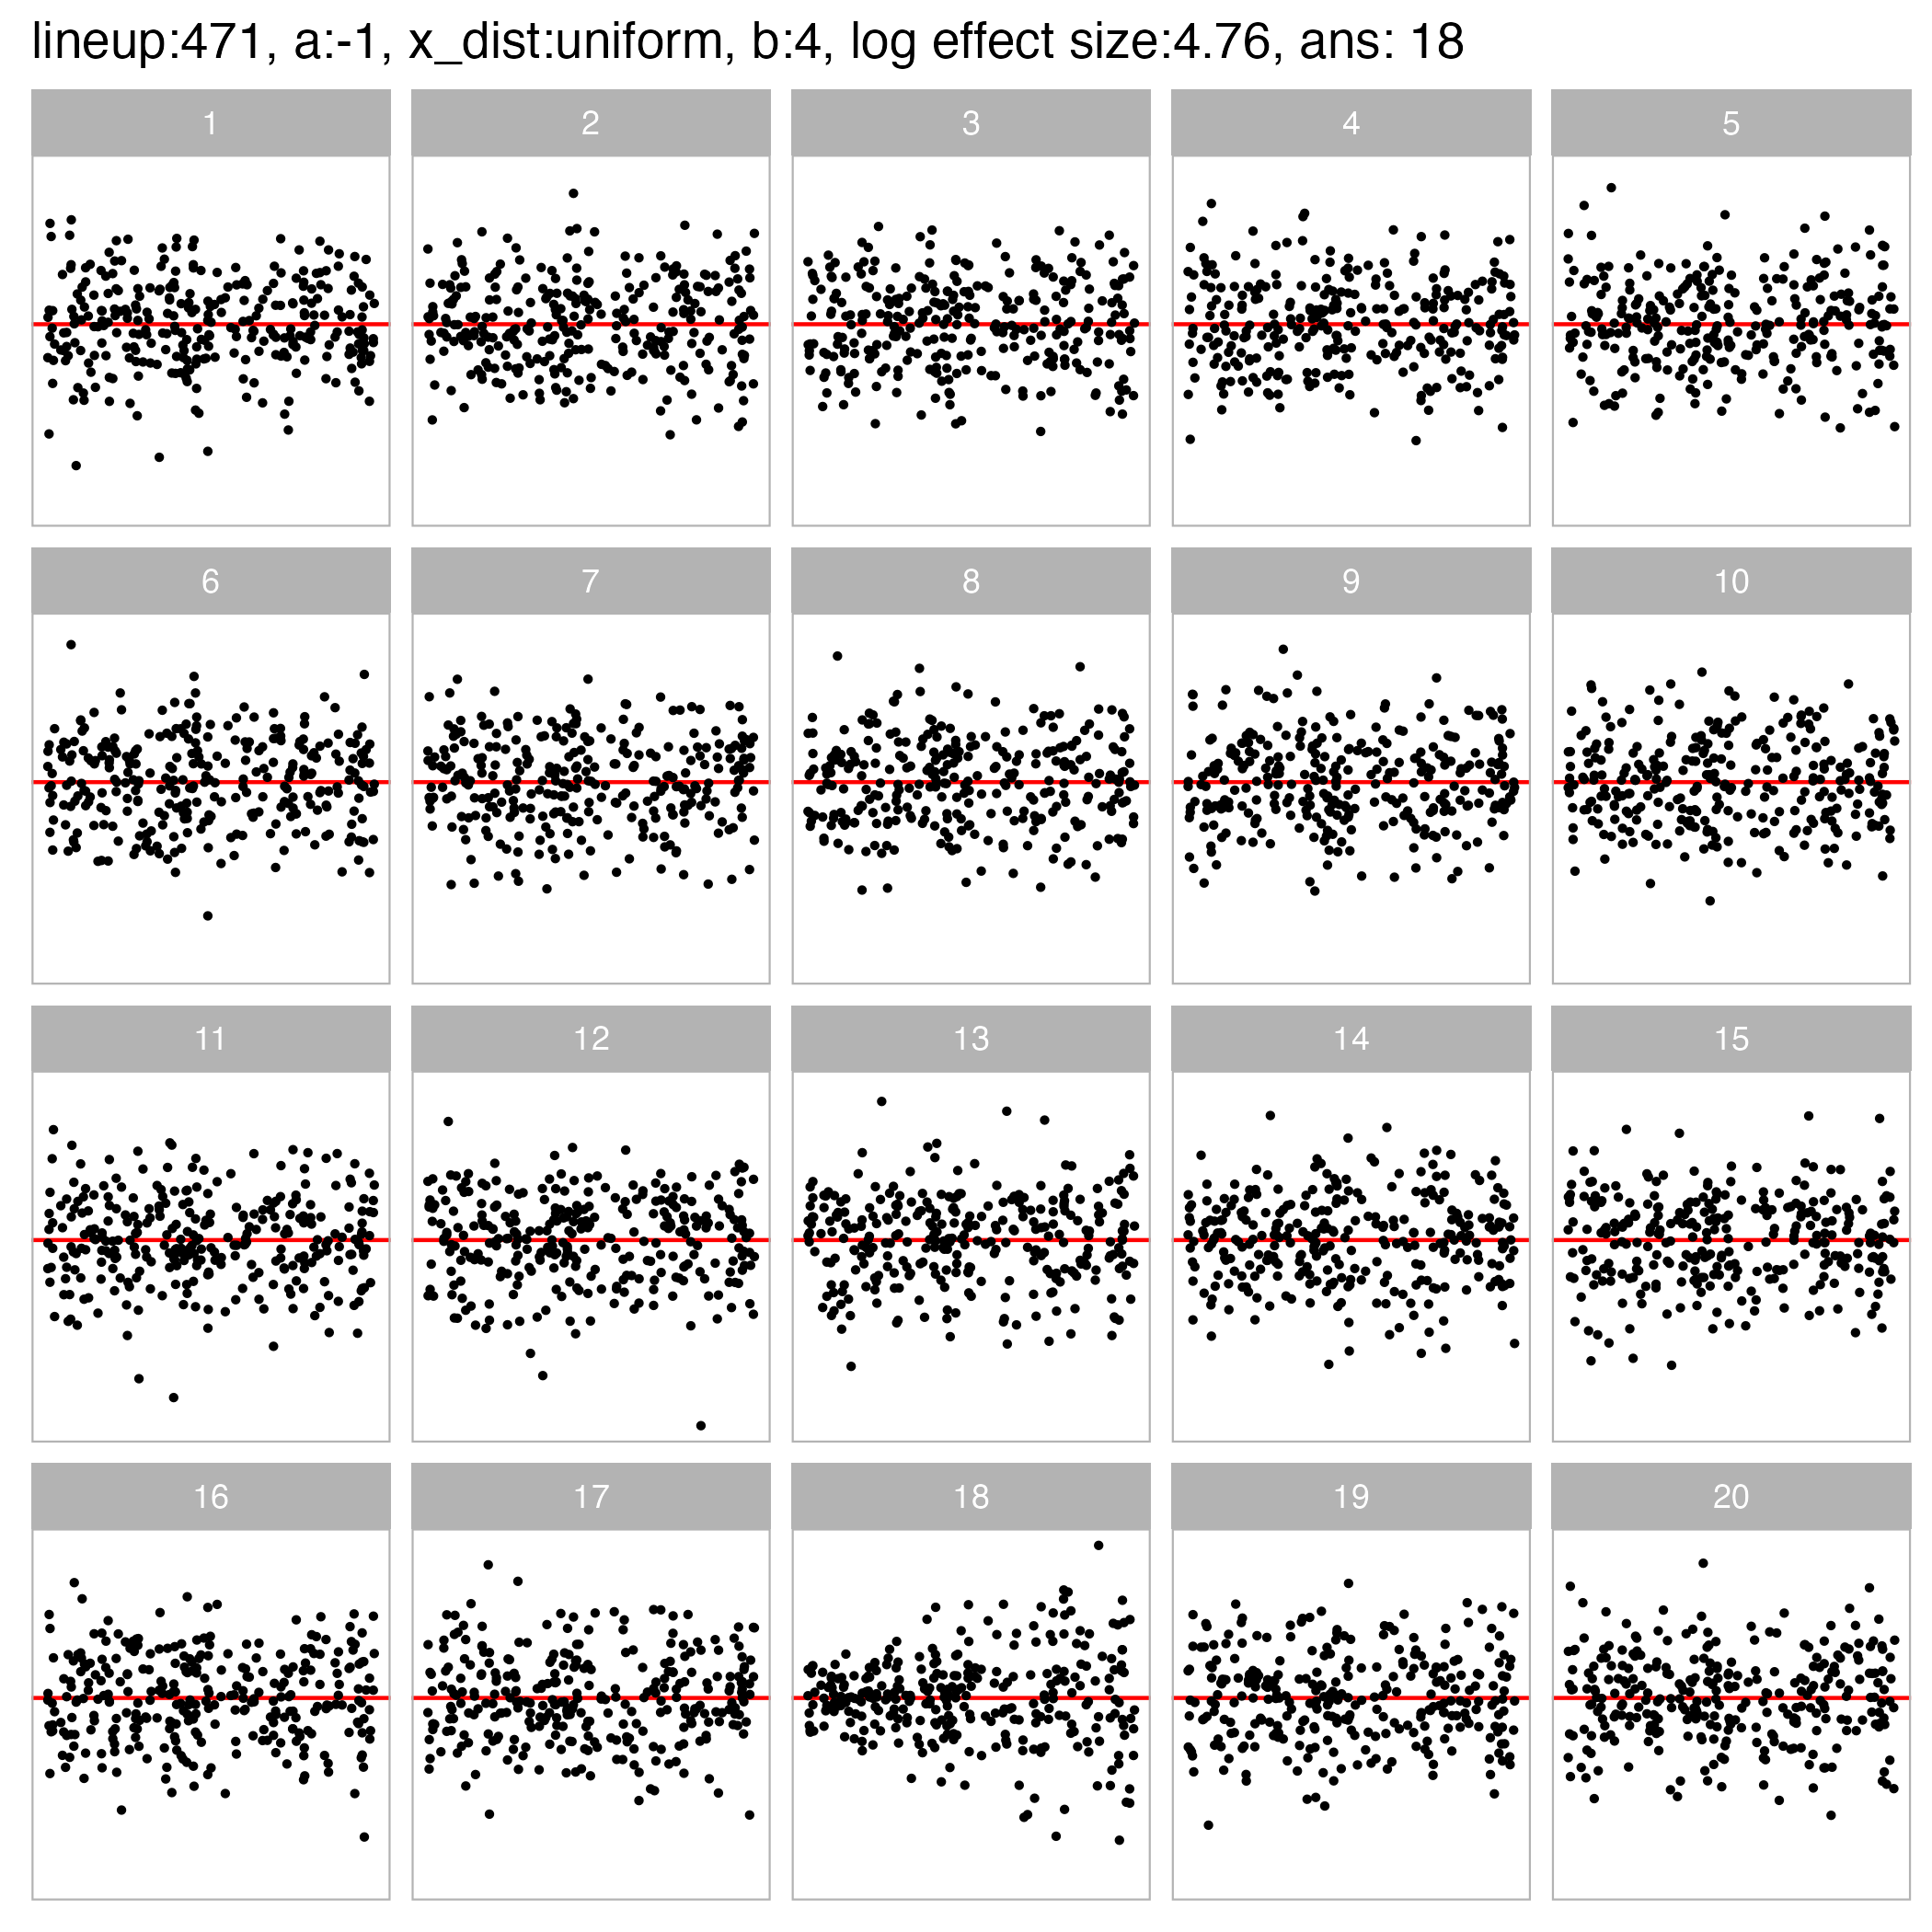 lineup:471, a:-1, x_dist:uniform, b:4, log effect size:4.76, ans: 18
1 2 3 4 5
6 7 8 9 10
11 12 13 14 15
16 17 18 19 20